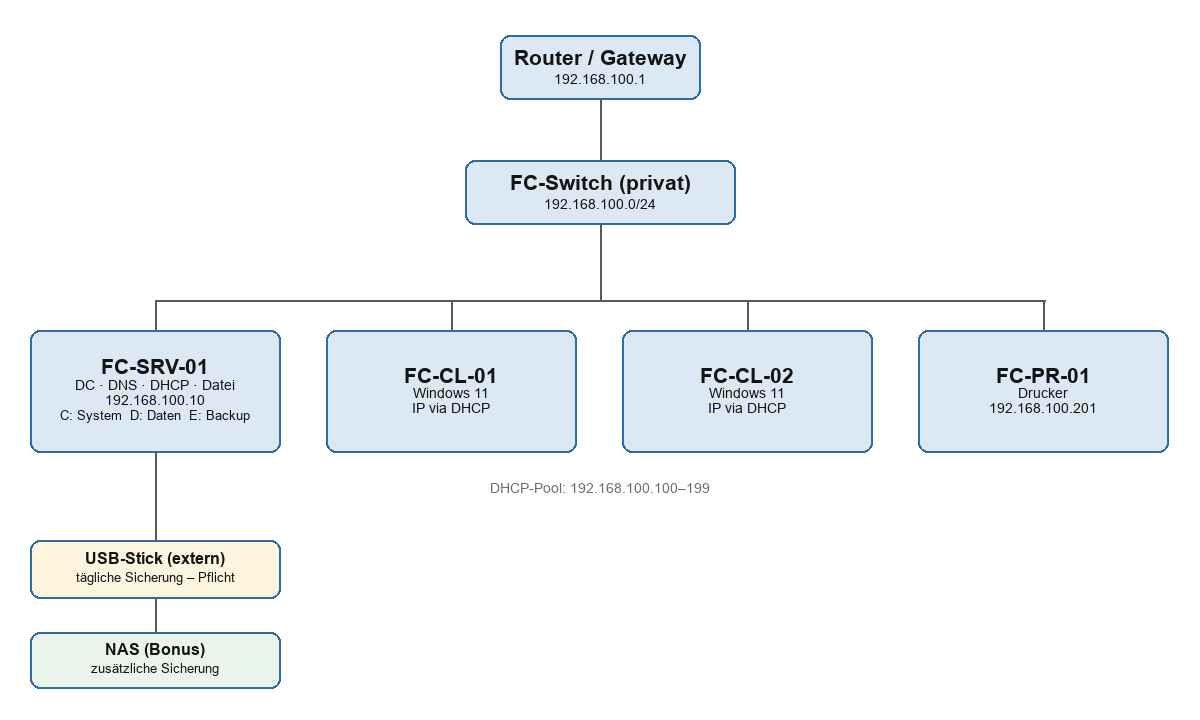 Router / Gateway
192.168.100.1
FC-Switch (privat)
192.168.100.0/24
FC-SRV-01
DC · DNS · DHCP · Datei
192.168.100.10
C: System  D: Daten  E: Backup
FC-CL-01
Windows 11
IP via DHCP
FC-CL-02
Windows 11
IP via DHCP
FC-PR-01
Drucker
192.168.100.201
DHCP-Pool: 192.168.100.100–199
USB-Stick (extern)
tägliche Sicherung – Pflicht
NAS (Bonus)
zusätzliche Sicherung